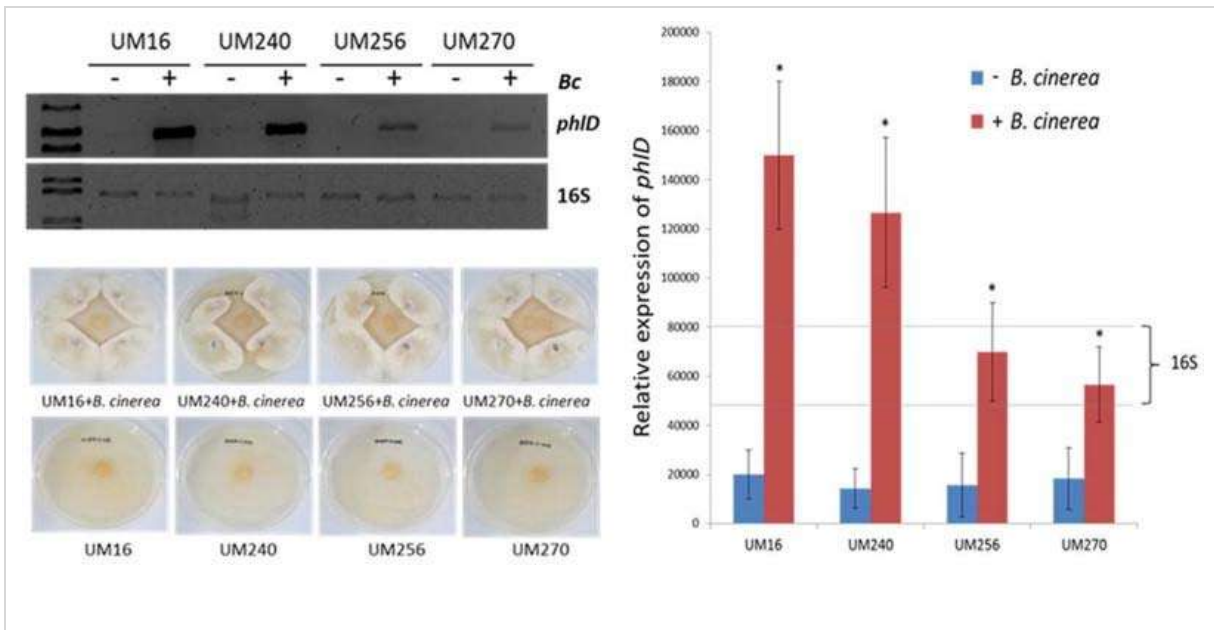 UM16 UM240 UM256 UM270
- + - + - + - + Bc
phlD
16S
UM16+B. cinerea UM240+B. cinerea UM256+B. cinerea UM270+B. cinerea
UM16 UM240 UM256 UM270
Relative expression of phlD
200000
180000
160000
140000
120000
100000
80000
60000
40000
20000
0
- B. cinerea
+ B. cinerea
* * * *
16S
UM16 UM240 UM256 UM270